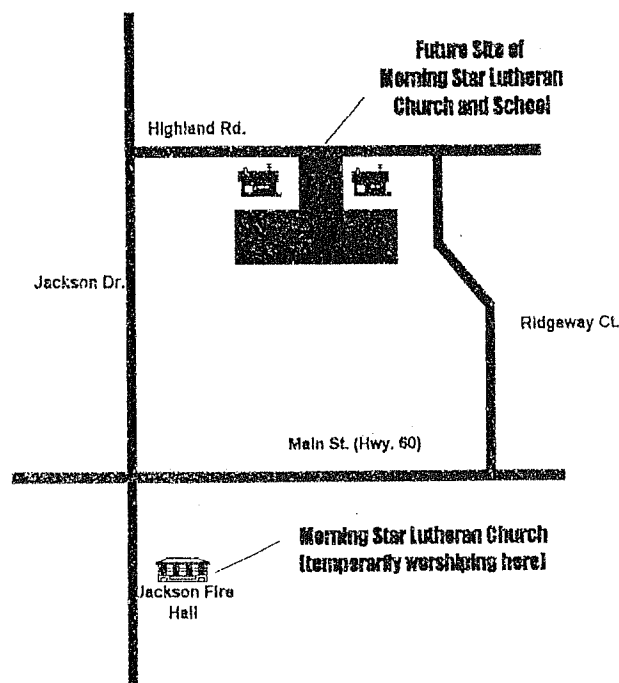 Future Site of
Morning Star Lutheran
Church and School
Highland Rd.
Jackson Dr.
Ridgeway Ct.
Main St. (Hwy. 60)
Morning Star Lutheran Church
(temperarily worshiping here)
Jackson Fire
Hall